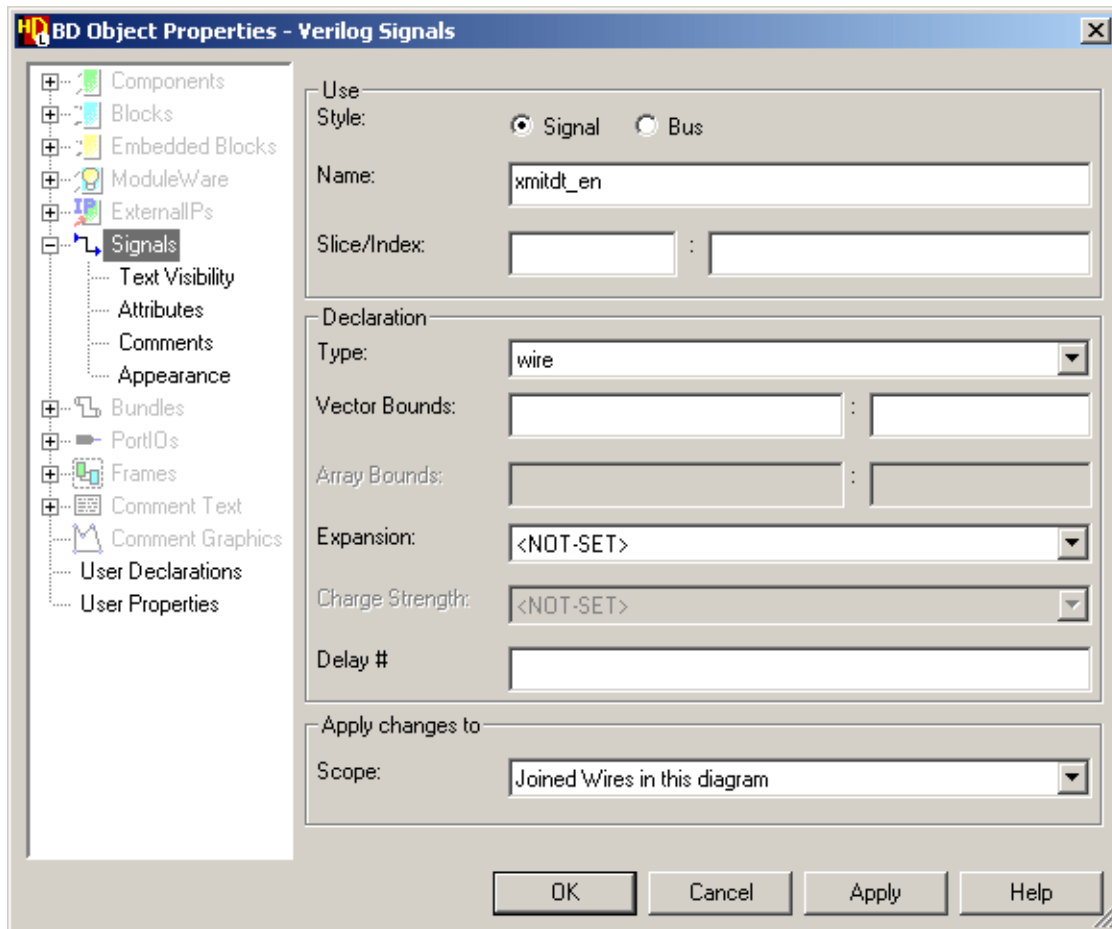 HDL BD Object Properties - Verilog Signals
Components
Blocks
Embedded Blocks
ModuleWare
IP ExternalIPs
Signals
Text Visibility
Attributes
Comments
Appearance
Bundles
PortIOs
Frames
Comment Text
Comment Graphics
User Declarations
User Properties
Use
Style: Signal Bus
Name: xmitdt_en
Slice/Index: :
Declaration
Type: wire
Vector Bounds: :
Array Bounds: :
Expansion: <NOT-SET>
Charge Strength: <NOT-SET>
Delay #
Apply changes to
Scope: Joined Wires in this diagram
OK Cancel Apply Help